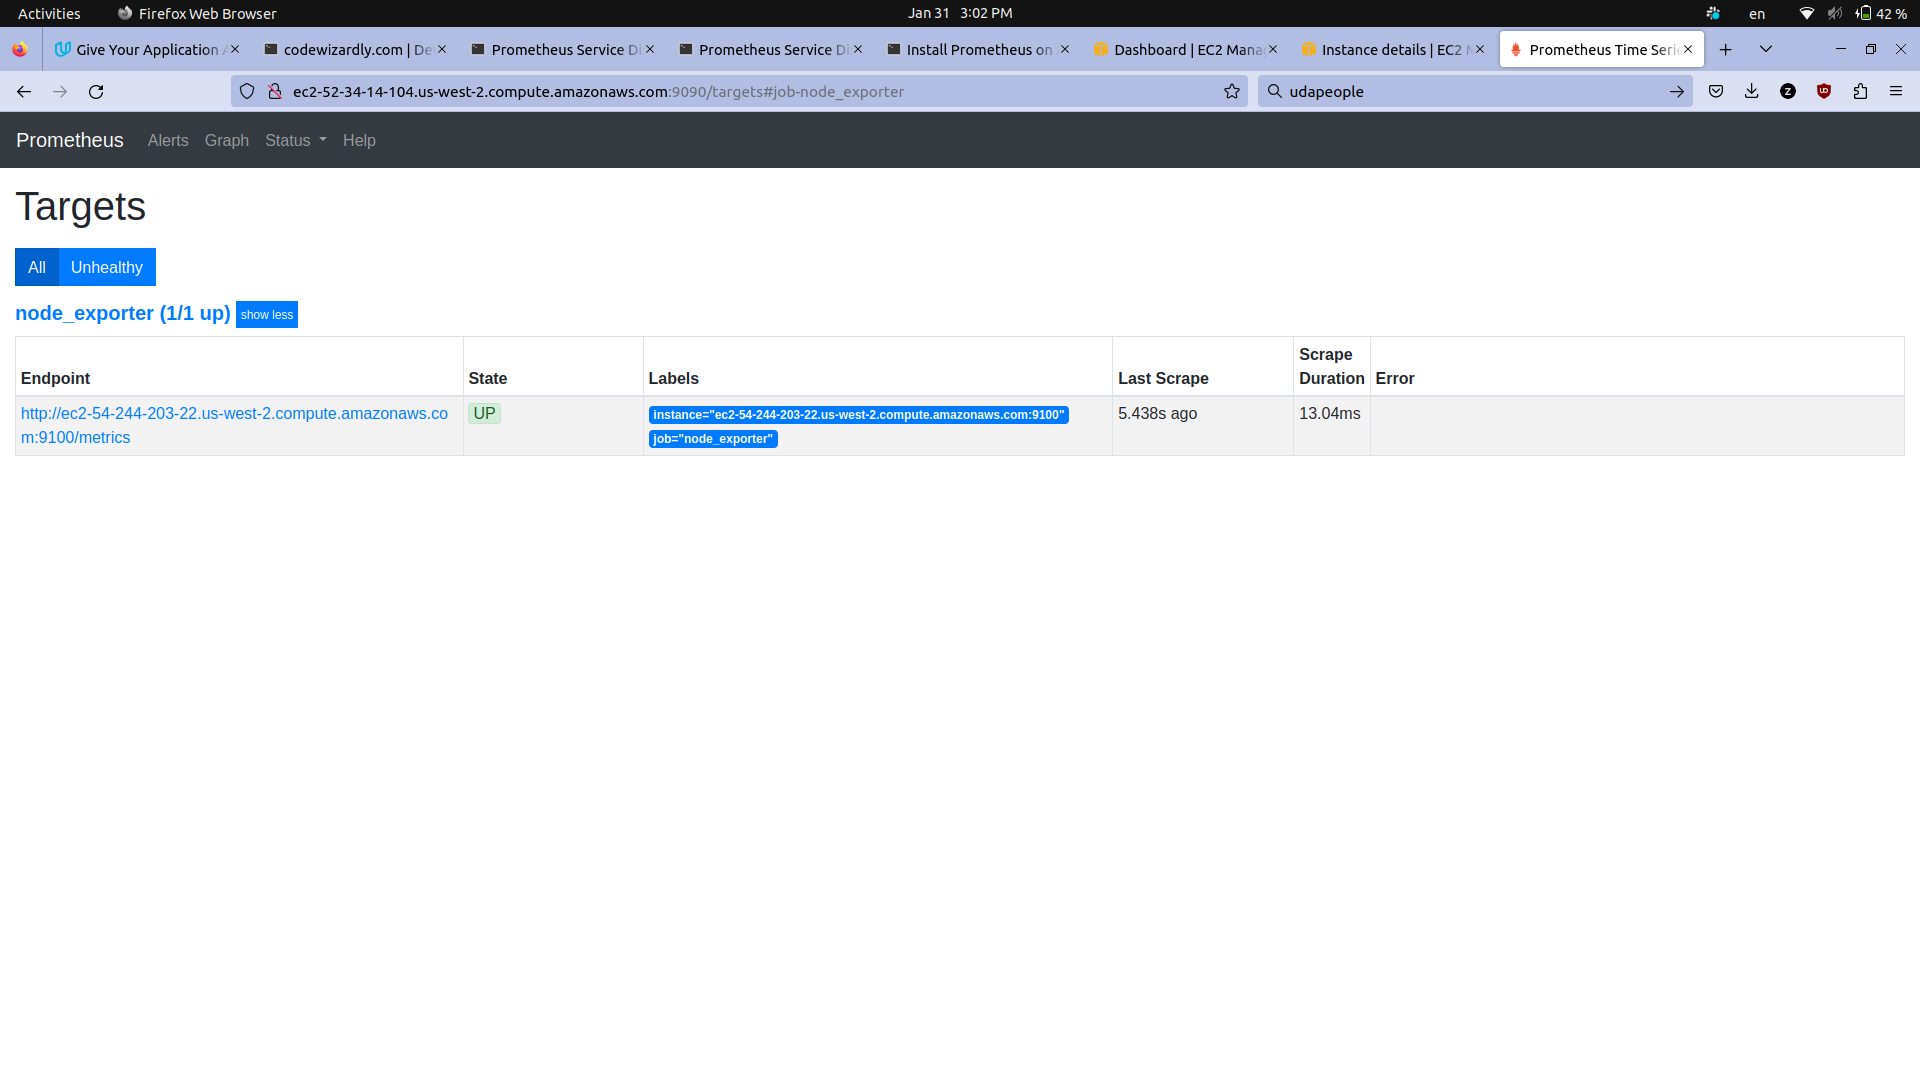 Activities Firefox Web Browser Jan 31 3:02 PM en 42 %
Give Your Application codewizardly.com | De Prometheus Service Di Prometheus Service Di Install Prometheus on Dashboard | EC2 Mana Instance details | EC2 Prometheus Time Seri
ec2-52-34-14-104.us-west-2.compute.amazonaws.com:9090/targets#job-node_exporter udapeople
Prometheus Alerts Graph Status Help
Targets
All Unhealthy
node_exporter (1/1 up) show less
Endpoint State Labels Last Scrape Scrape Duration Error
http://ec2-54-244-203-22.us-west-2.compute.amazonaws.co UP instance="ec2-54-244-203-22.us-west-2.compute.amazonaws.com:9100" 5.438s ago 13.04ms
m:9100/metrics job="node_exporter"